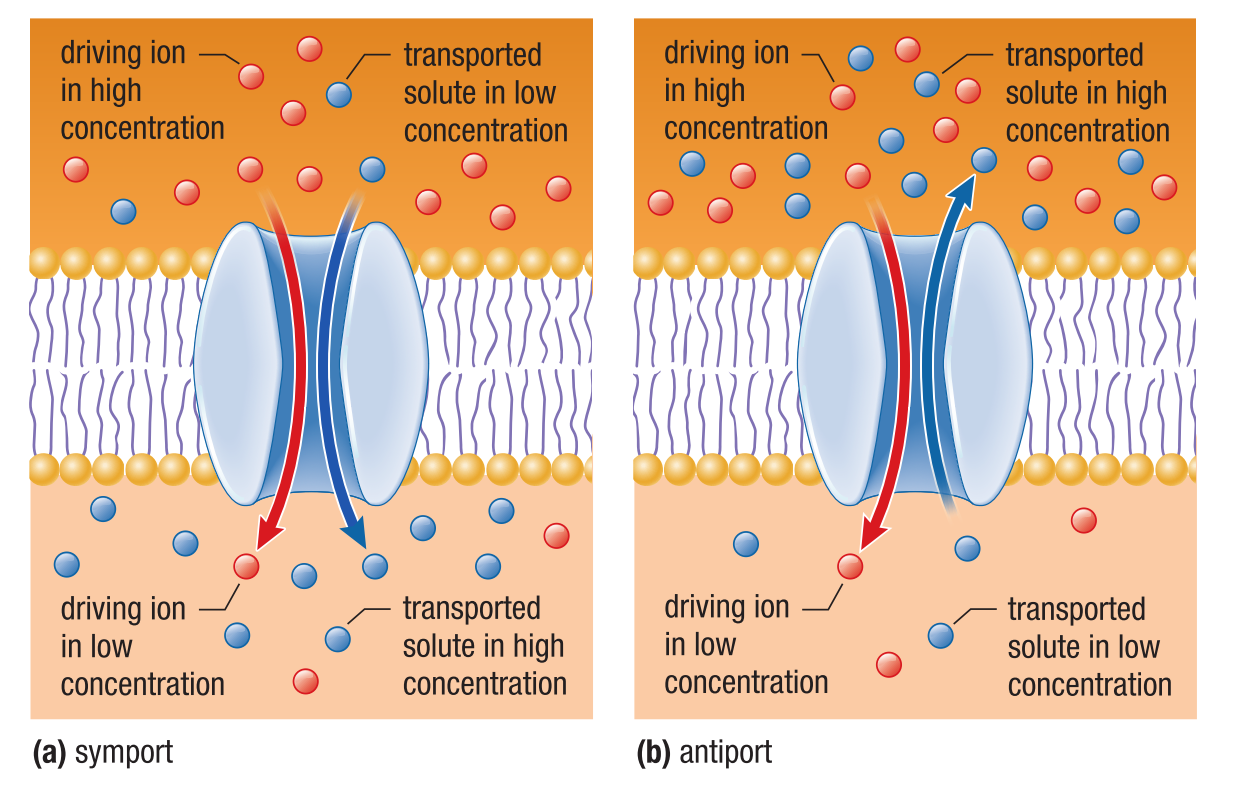 driving ion
in high
concentration
transported
solute in low
concentration
driving ion
in low
concentration
transported
solute in high
concentration
(a) symport
driving ion
in high
concentration
transported
solute in high
concentration
driving ion
in low
concentration
transported
solute in low
concentration
(b) antiport